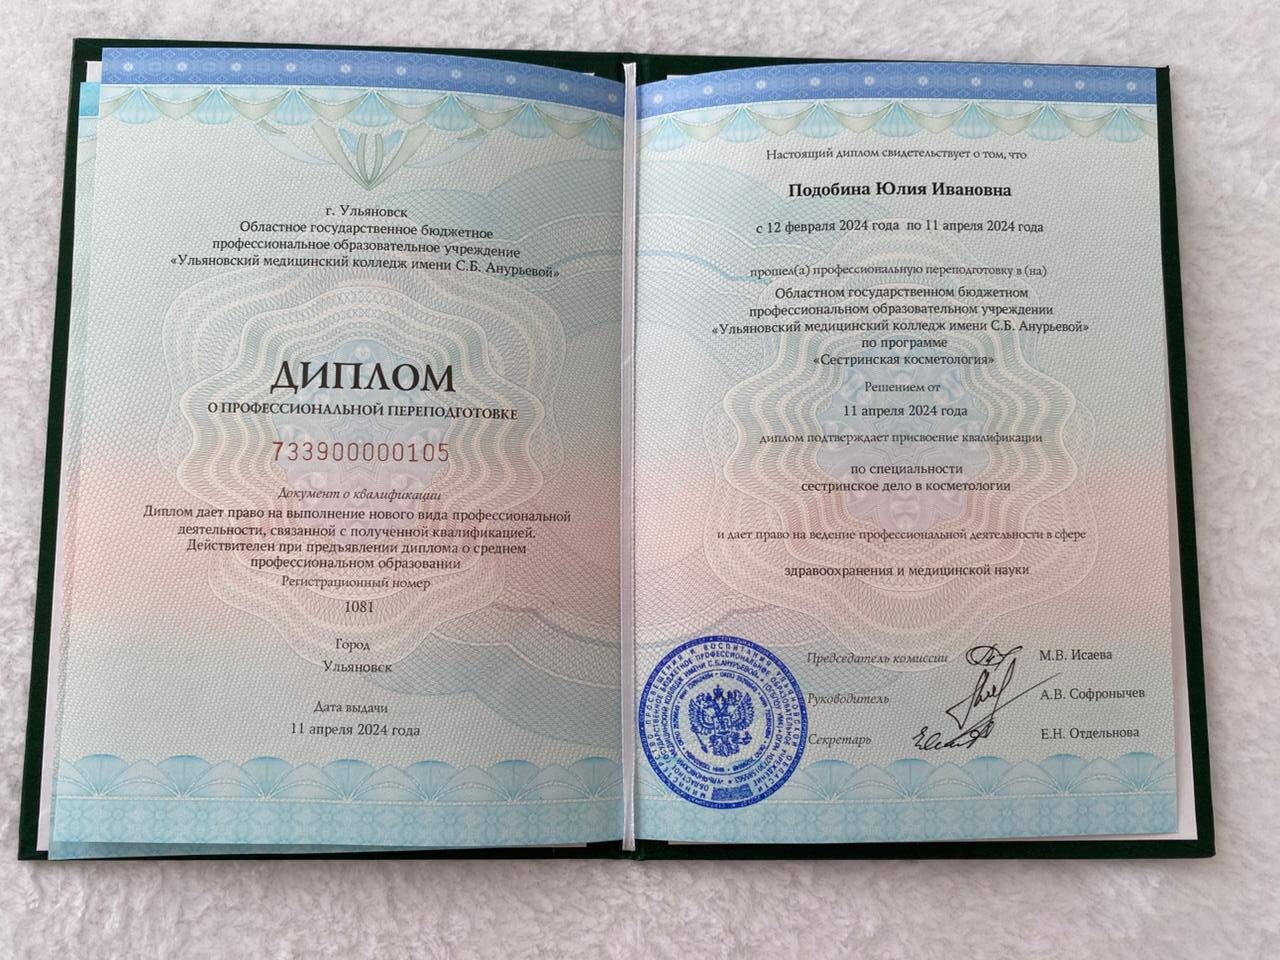 г. Ульяновск
Областное государственное бюджетное
профессиональное образовательное учреждение
«Ульяновский медицинский колледж имени С.Б. Анурьевой»
ДИПЛОМ
О ПРОФЕССИОНАЛЬНОЙ ПЕРЕПОДГОТОВКЕ
733900000105
Документ о квалификации
Диплом дает право на выполнение нового вида профессиональной
деятельности, связанной с полученной квалификацией.
Действителен при предъявлении диплома о среднем
профессиональном образовании
Регистрационный номер
1081
Город
Ульяновск
Дата выдачи
11 апреля 2024 года
Настоящий диплом свидетельствует о том, что
Подобина Юлия Ивановна
с 12 февраля 2024 года по 11 апреля 2024 года
прошел(а) профессиональную переподготовку в (на)
Областном государственном бюджетном
профессиональном образовательном учреждении
«Ульяновский медицинский колледж имени С.Б. Анурьевой»
по программе
«Сестринская косметология»
Решением от
11 апреля 2024 года
диплом подтверждает присвоение квалификации
по специальности
сестринское дело в косметологии
и дает право на ведение профессиональной деятельности в сфере
здравоохранения и медицинской науки
Председатель комиссии М.В. Исаева
Руководитель А.В. Софронычев
Секретарь Е.Н. Отдельнова